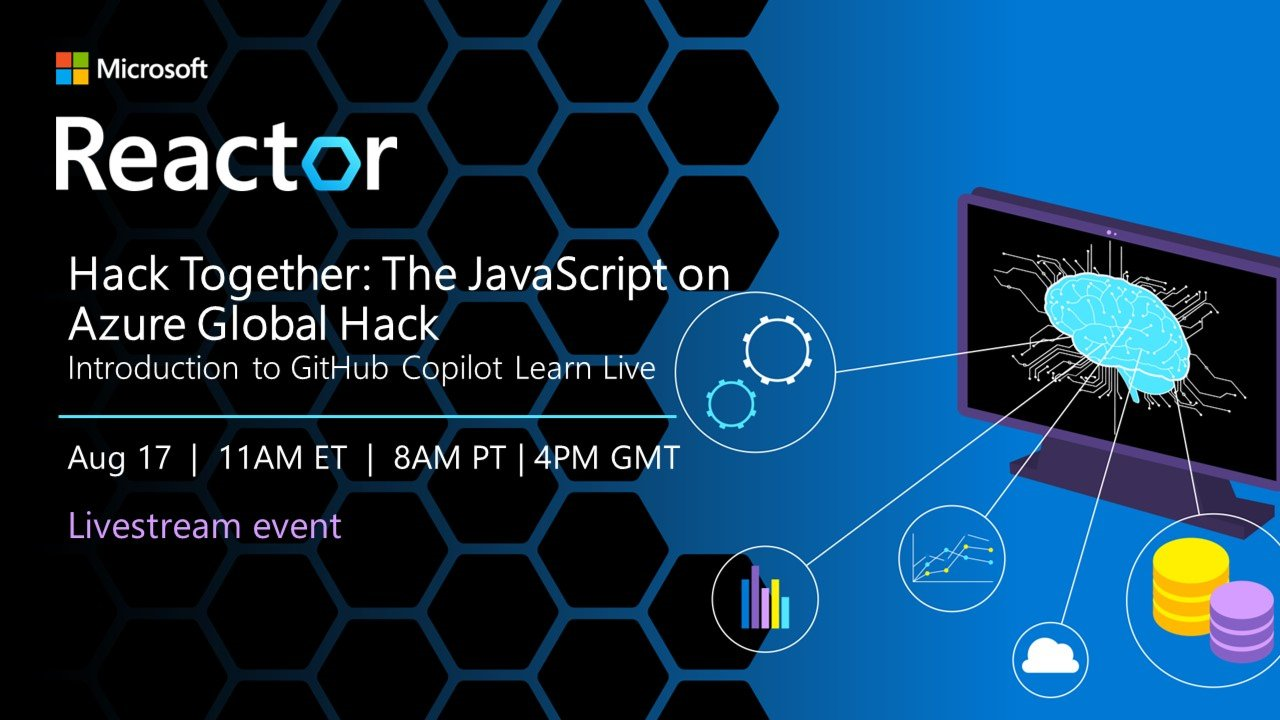 Microsoft
Reactor
Hack Together: The JavaScript on
Azure Global Hack
Introduction to GitHub Copilot Learn Live
Aug 17 | 11AM ET | 8AM PT | 4PM GMT
Livestream event